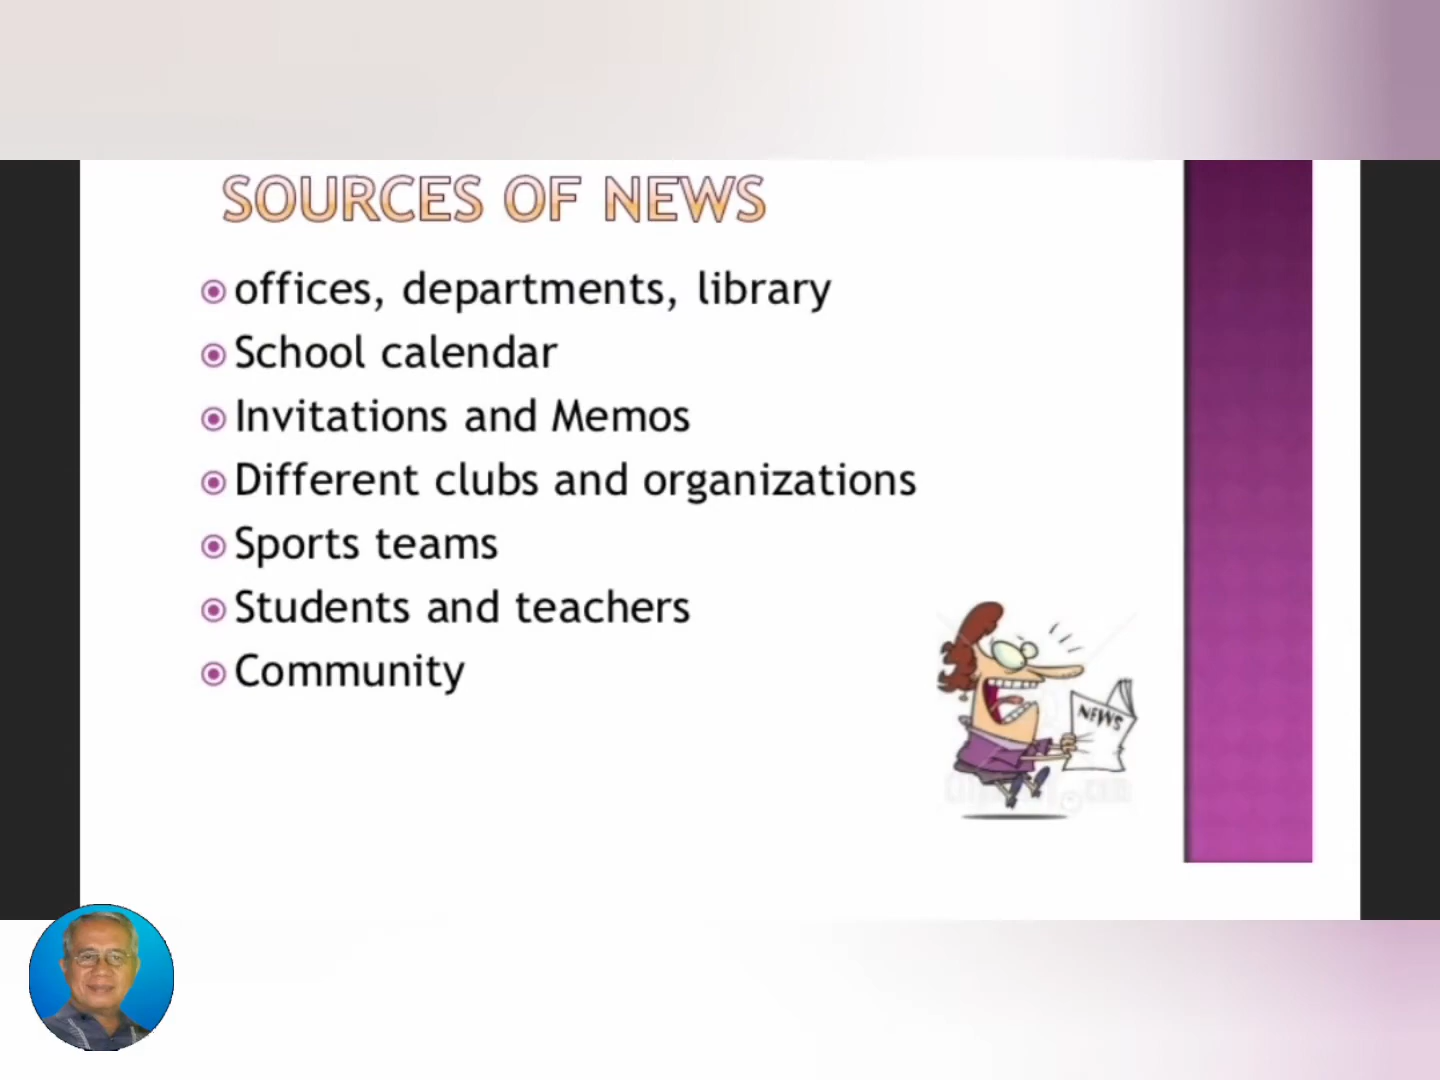 SOURCES OF NEWS
offices, departments, library
School calendar
Invitations and Memos
Different clubs and organizations
Sports teams
Students and teachers
Community
NEWS